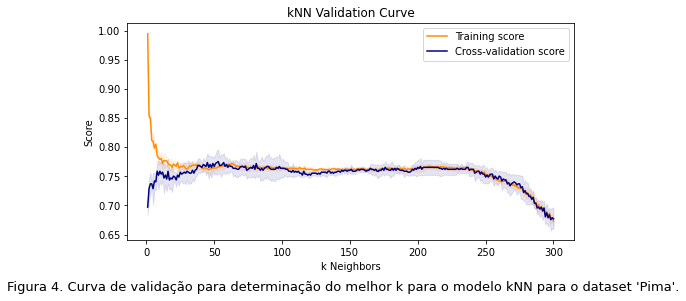 kNN Validation Curve
Training score
Cross-validation score
1.00
0.95
0.90
0.85
0.80
0.75
0.70
0.65
Score
0 50 100 150 200 250 300
k Neighbors
Figura 4. Curva de validação para determinação do melhor k para o modelo kNN para o dataset 'Pima'.